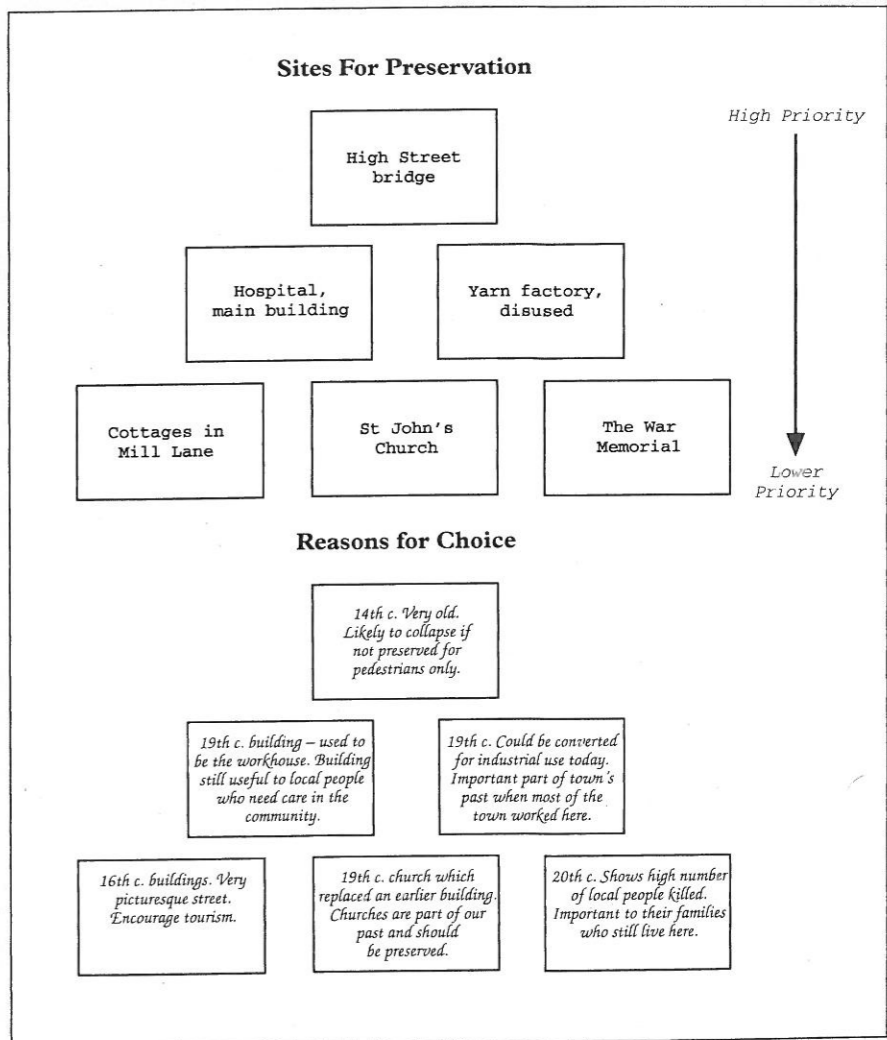 Sites For Preservation
High Priority
High Street
bridge
Hospital,
main building
Yarn factory,
disused
Cottages in
Mill Lane
St John's
Church
The War
Memorial
Lower
Priority
Reasons for Choice
14th c. Very old.
Likely to collapse if
not preserved for
pedestrians only.
19th c. building – used to
be the workhouse. Building
still useful to local people
who need care in the
community.
19th c. Could be converted
for industrial use today.
Important part of town's
past when most of the
town worked here.
16th c. buildings. Very
picturesque street.
Encourage tourism.
19th c. church which
replaced an earlier building.
Churches are part of our
past and should
be preserved.
20th c. Shows high number
of local people killed.
Important to their families
who still live here.